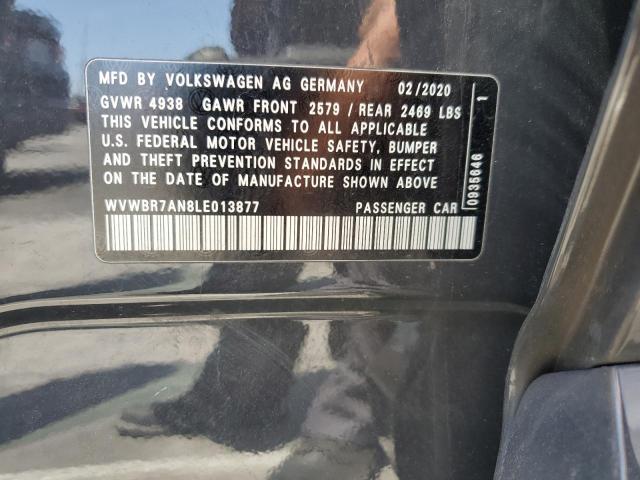 MFD BY VOLKSWAGEN AG GERMANY 02/2020
GVWR 4938 GAWR FRONT 2579 / REAR 2469 LBS
THIS VEHICLE CONFORMS TO ALL APPLICABLE
U.S. FEDERAL MOTOR VEHICLE SAFETY, BUMPER
AND THEFT PREVENTION STANDARDS IN EFFECT
ON THE DATE OF MANUFACTURE SHOWN ABOVE.
WVWBR7AN8LE013877 PASSENGER CAR
0935646 1